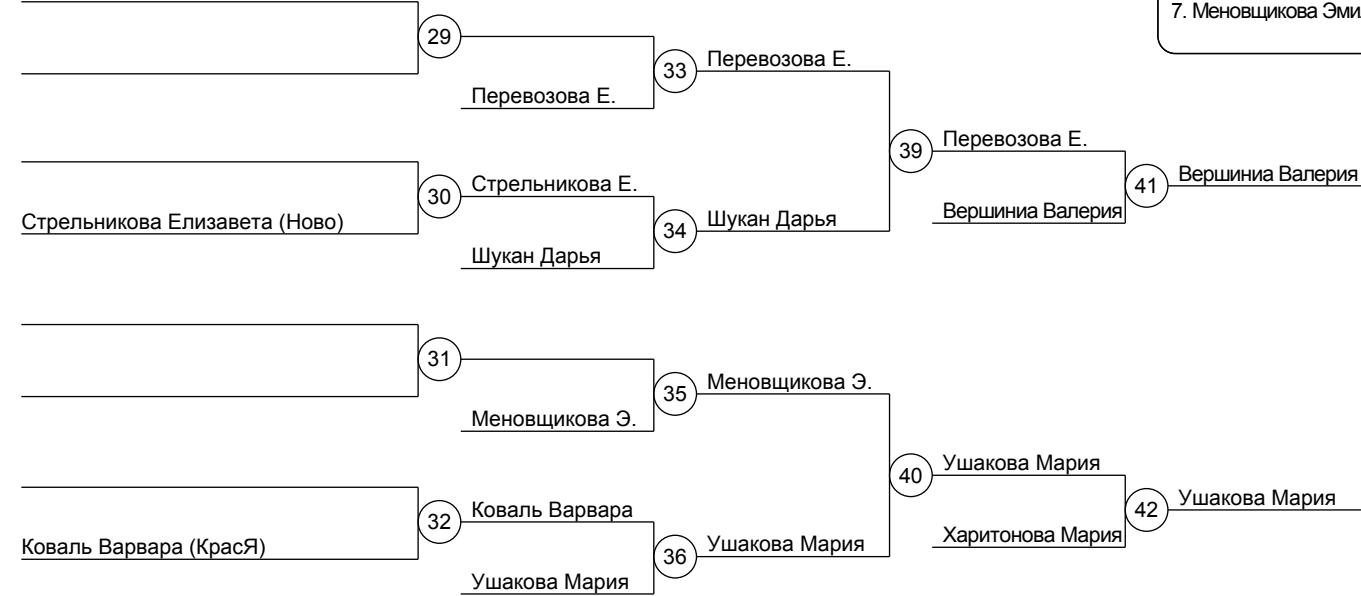 7. Меновщикова Эми
29
Перевозова Е.
33
Перевозова Е.
39
Перевозова Е.
41
Вершиниа Валерия
Вершиниа Валерия
Стрельникова Елизавета (Ново)
30
Стрельникова Е.
Шукан Дарья
34
Шукан Дарья
31
Меновщикова Э.
35
Меновщикова Э.
40
Ушакова Мария
42
Ушакова Мария
Харитонова Мария
Коваль Варвара (КрасЯ)
32
Коваль Варвара
Ушакова Мария
36
Ушакова Мария